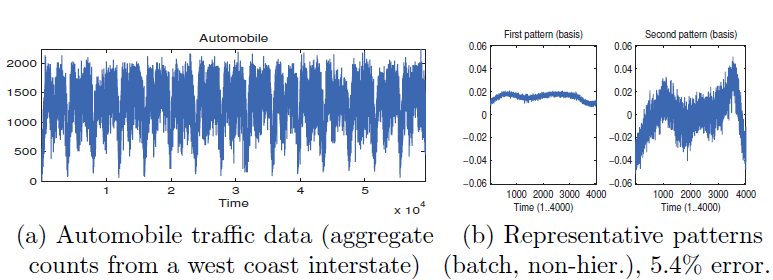 Automobile
2000
1500
1000
500
0
1 2 3 4 5
Time
x 10^4
First pattern (basis)
0.06
0.04
0.02
0
−0.02
−0.04
−0.06
1000 2000 3000 4000
Time (1..4000)
Second pattern (basis)
0.06
0.04
0.02
0
−0.02
−0.04
−0.06
0 1000 2000 3000 4000
Time (1..4000)
(a) Automobile traffic data (aggregate
counts from a west coast interstate)
(b) Representative patterns
(batch, non-hier.), 5.4% error.